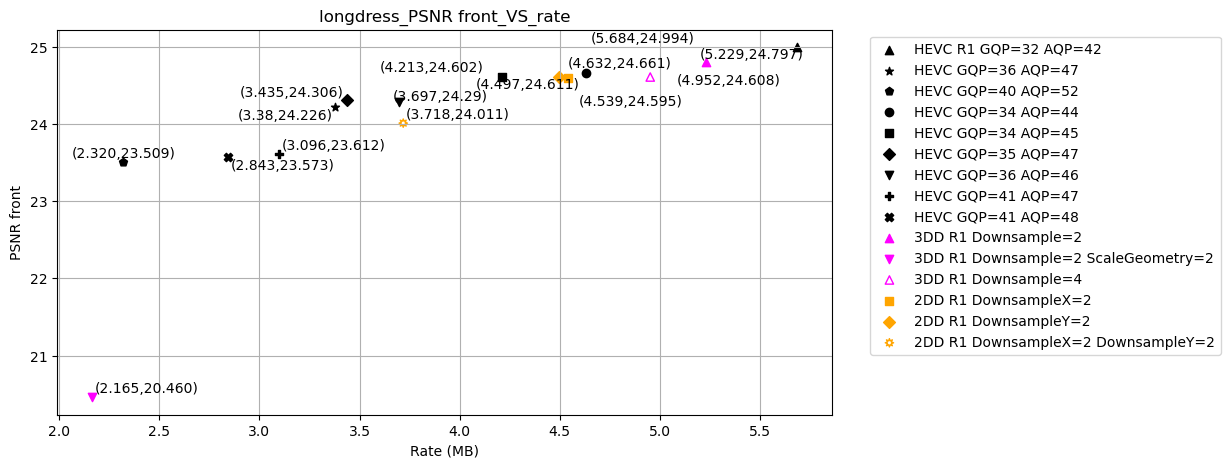 longdress_PSNR front_VS_rate
PSNR front
25
24
23
22
21
(5.684,24.994)
(5.229,24.797)
(4.632,24.661)
(4.213,24.602)
(4.952,24.608)
(4.497,24.611)
(4.539,24.595)
(3.435,24.306)
(3.697,24.29)
(3.38,24.226)
(3.718,24.011)
(3.096,23.612)
(2.320,23.509)
(2.843,23.573)
(2.165,20.460)
2.0 2.5 3.0 3.5 4.0 4.5 5.0 5.5
Rate (MB)
HEVC R1 GQP=32 AQP=42
HEVC GQP=36 AQP=47
HEVC GQP=40 AQP=52
HEVC GQP=34 AQP=44
HEVC GQP=34 AQP=45
HEVC GQP=35 AQP=47
HEVC GQP=36 AQP=46
HEVC GQP=41 AQP=47
HEVC GQP=41 AQP=48
3DD R1 Downsample=2
3DD R1 Downsample=2 ScaleGeometry=2
3DD R1 Downsample=4
2DD R1 DownsampleX=2
2DD R1 DownsampleY=2
2DD R1 DownsampleX=2 DownsampleY=2